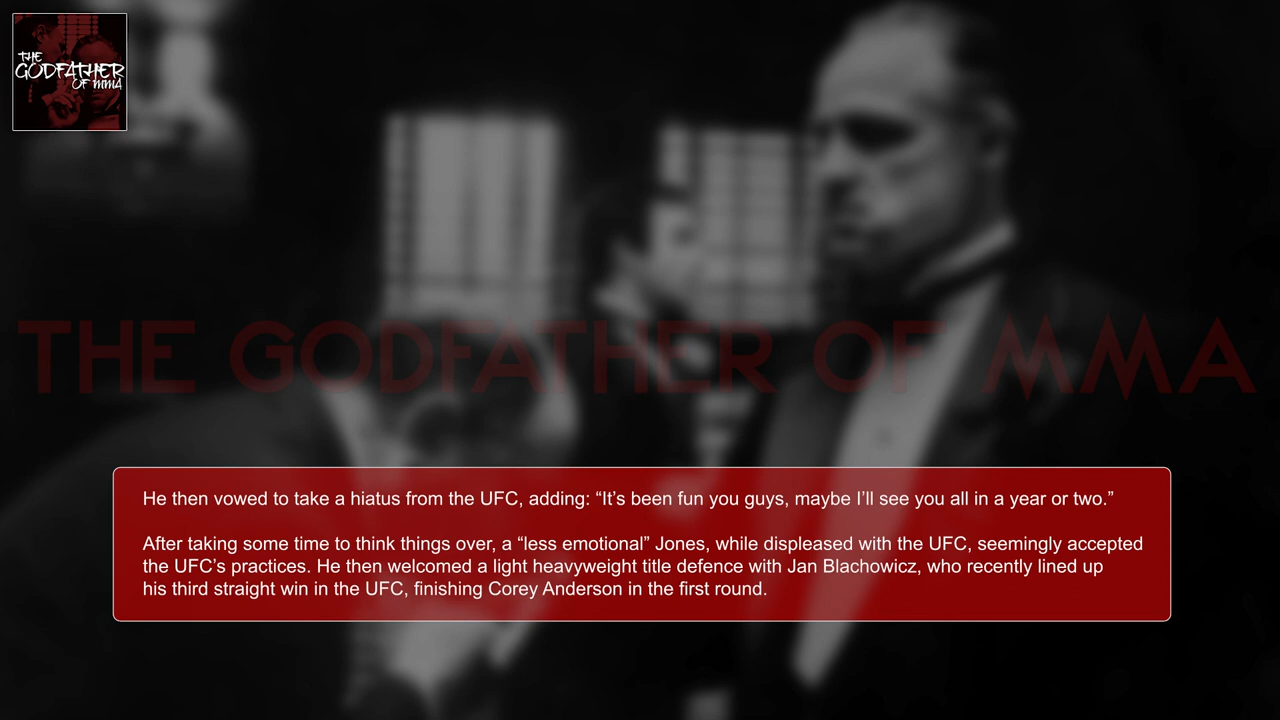 THE
GODFATHER
OF MMA
THE GODFATHER OF MMA
He then vowed to take a hiatus from the UFC, adding: “It’s been fun you guys, maybe I’ll see you all in a year or two.”
After taking some time to think things over, a “less emotional” Jones, while displeased with the UFC, seemingly accepted
the UFC’s practices. He then welcomed a light heavyweight title defence with Jan Blachowicz, who recently lined up
his third straight win in the UFC, finishing Corey Anderson in the first round.